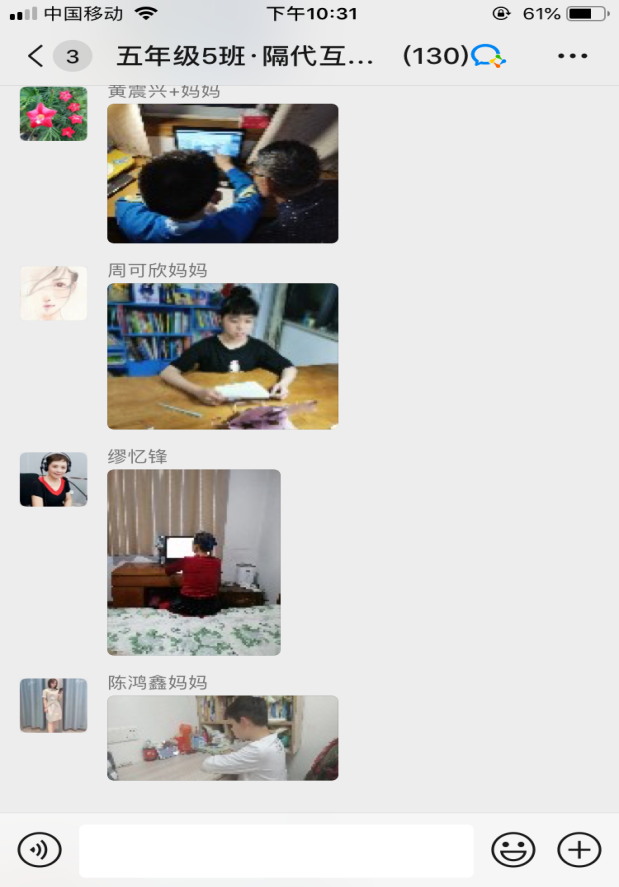 中国移动 下午10:31 61%
3 五年级5班·隔代互... (130)
黄震兴+妈妈
周可欣妈妈
缪忆锋
陈鸿鑫妈妈